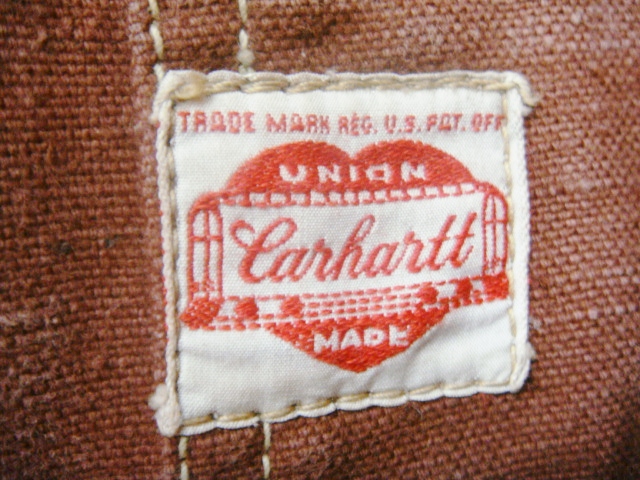 TRADE MARK REG. U.S. PAT. OFF
UNION
Carhartt
MADE